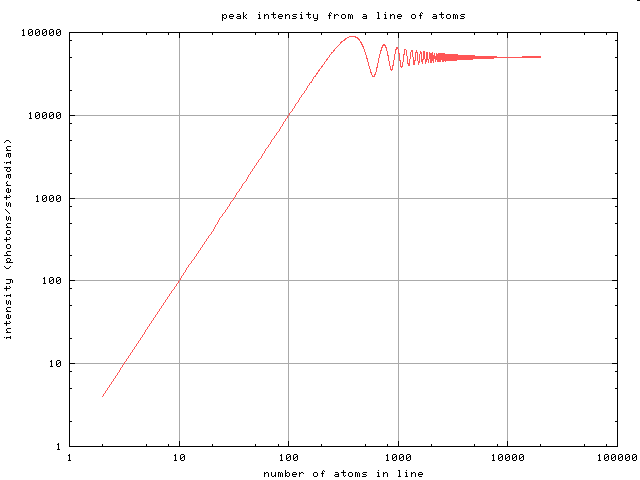 peak intensity from a line of atoms
100000
10000
1000
100
10
1
intensity (photons/steradian)
1 10 100 1000 10000 100000
number of atoms in line